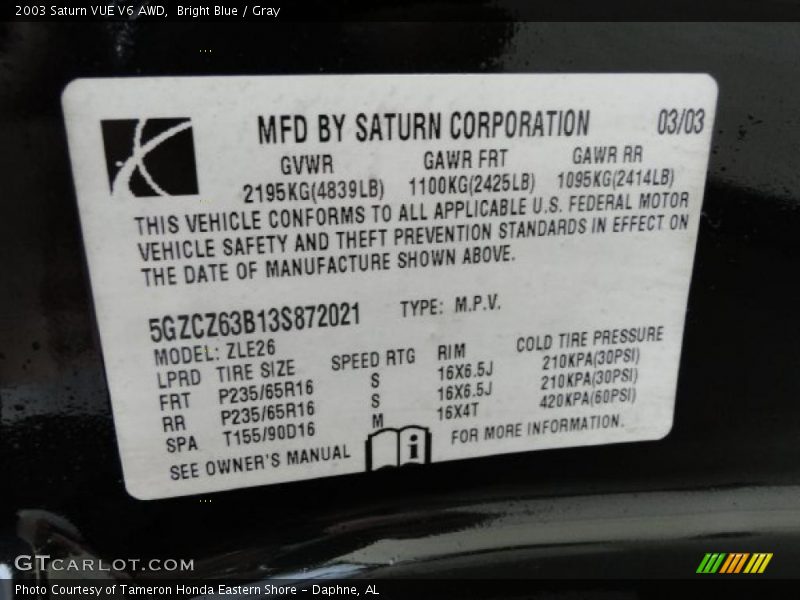 2003 Saturn VUE V6 AWD, Bright Blue / Gray
MFD BY SATURN CORPORATION 03/03
GVWR GAWR FRT GAWR RR
2195KG(4839LB) 1100KG(2425LB) 1095KG(2414LB)
THIS VEHICLE CONFORMS TO ALL APPLICABLE U.S. FEDERAL MOTOR
VEHICLE SAFETY AND THEFT PREVENTION STANDARDS IN EFFECT ON
THE DATE OF MANUFACTURE SHOWN ABOVE.
5GZCZ63B13S872021 TYPE: M.P.V.
MODEL: ZLE26
LPRD TIRE SIZE SPEED RTG RIM COLD TIRE PRESSURE
FRT P235/65R16 S 16X6.5J 210KPA(30PSI)
RR P235/65R16 S 16X6.5J 210KPA(30PSI)
SPA T155/90D16 M 16X4T 420KPA(60PSI)
SEE OWNER'S MANUAL i FOR MORE INFORMATION.
GTCARLOT.COM
Photo Courtesy of Tameron Honda Eastern Shore - Daphne, AL